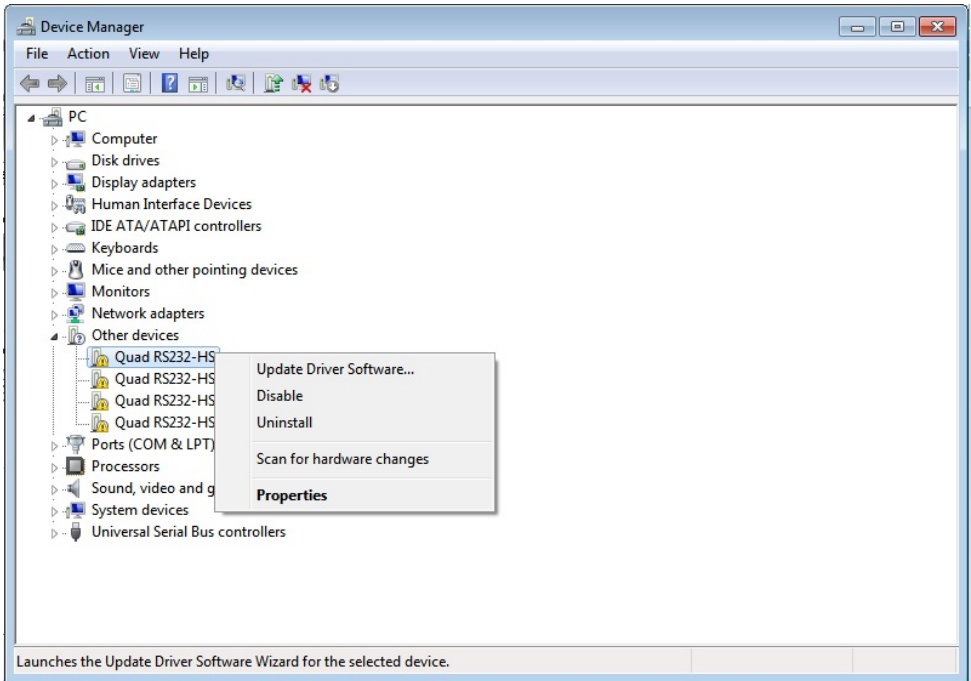 Device Manager
File Action View Help
PC
Computer
Disk drives
Display adapters
Human Interface Devices
IDE ATA/ATAPI controllers
Keyboards
Mice and other pointing devices
Monitors
Network adapters
Other devices
Quad RS232-HS
Quad RS232-HS
Quad RS232-HS
Quad RS232-HS
Update Driver Software...
Disable
Uninstall
Scan for hardware changes
Properties
Ports (COM & LPT)
Processors
Sound, video and g
System devices
Universal Serial Bus controllers
Launches the Update Driver Software Wizard for the selected device.